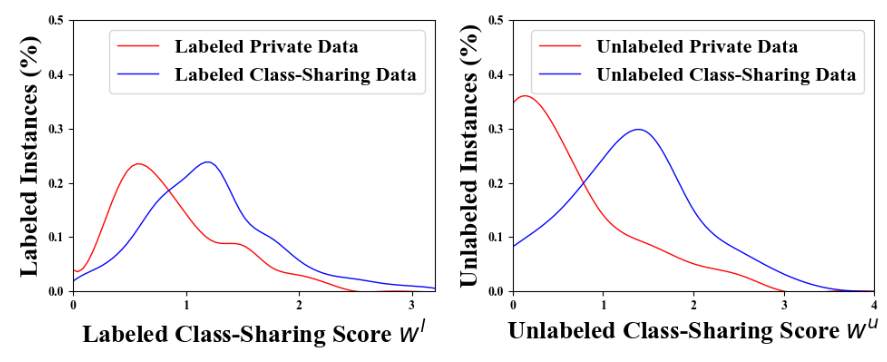 Labeled Instances (%)
0.5
0.4
0.3
0.2
0.1
0.0
Labeled Private Data
Labeled Class-Sharing Data
0 1 2 3
Labeled Class-Sharing Score w^l
Unlabeled Instances (%)
0.5
0.4
0.3
0.2
0.1
0.0
Unlabeled Private Data
Unlabeled Class-Sharing Data
0 1 2 3 4
Unlabeled Class-Sharing Score w^u